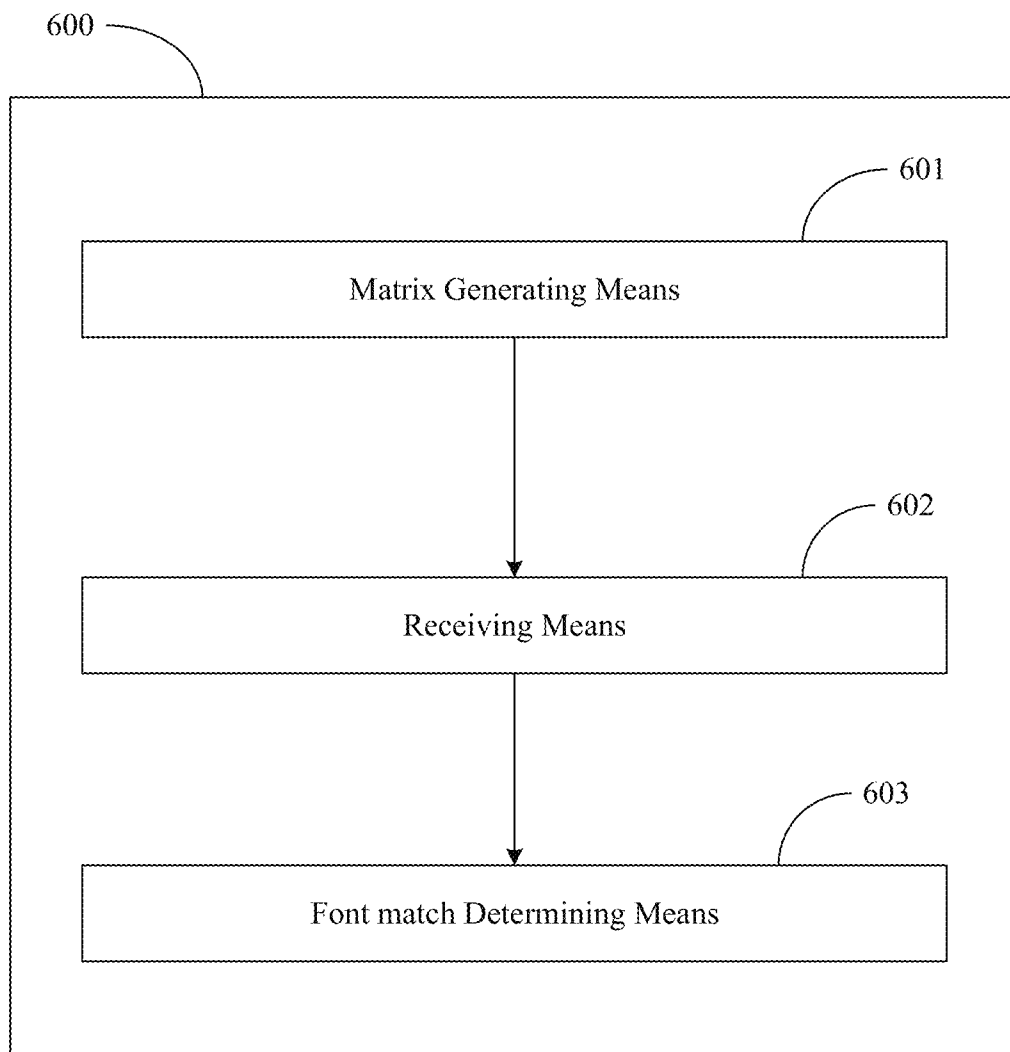 600
601
Matrix Generating Means
602
Receiving Means
603
Font match Determining Means